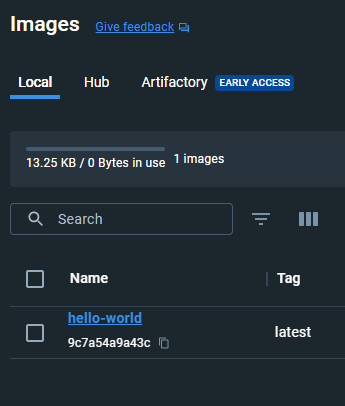 Images Give feedback
Local Hub Artifactory EARLY ACCESS
13.25 KB / 0 Bytes in use 1 images
Search
Name Tag
hello-world
latest
9c7a54a9a43c